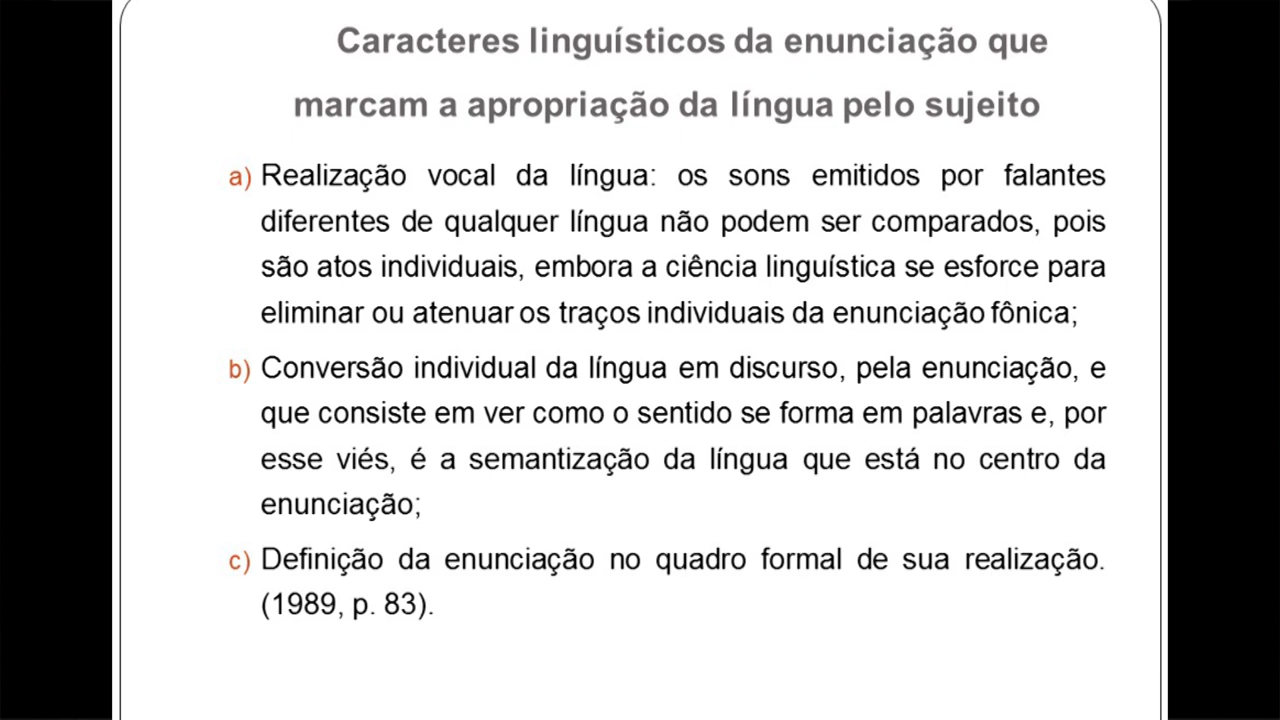 Caracteres linguísticos da enunciação que
marcam a apropriação da língua pelo sujeito
a) Realização vocal da língua: os sons emitidos por falantes
diferentes de qualquer língua não podem ser comparados, pois
são atos individuais, embora a ciência linguística se esforce para
eliminar ou atenuar os traços individuais da enunciação fônica;
b) Conversão individual da língua em discurso, pela enunciação, e
que consiste em ver como o sentido se forma em palavras e, por
esse viés, é a semantização da língua que está no centro da
enunciação;
c) Definição da enunciação no quadro formal de sua realização.
(1989, p. 83).